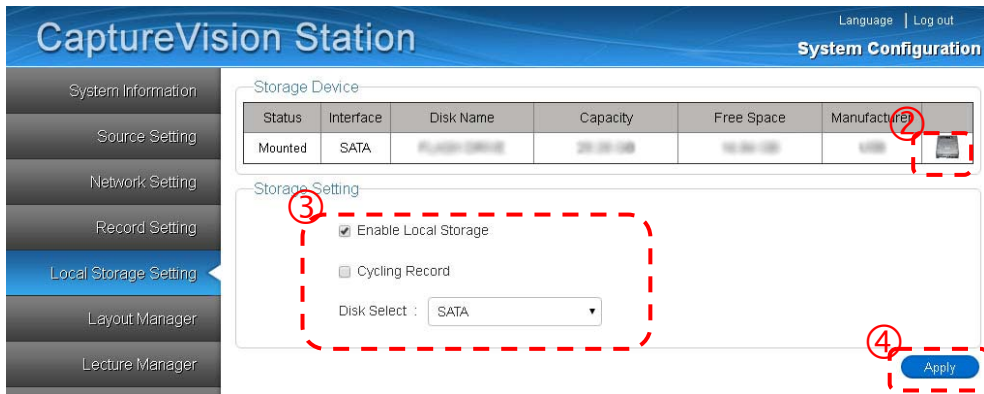 CaptureVision Station
Language | Log out
System Configuration
System Information
Source Setting
Network Setting
Record Setting
Local Storage Setting
Layout Manager
Lecture Manager
Storage Device
Status Interface Disk Name Capacity Free Space Manufacturer
②
Mounted SATA
Storage Setting
③
Enable Local Storage
Cycling Record
Disk Select : SATA
④
Apply